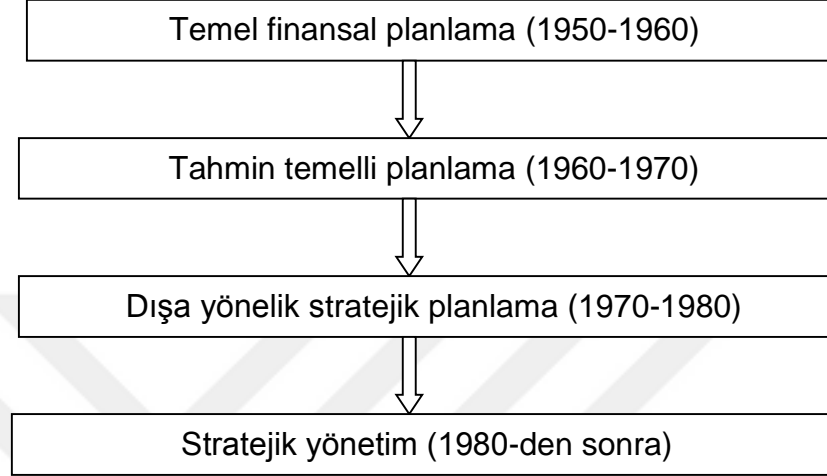 Temel finansal planlama (1950-1960)
Tahmin temelli planlama (1960-1970)
Dışa yönelik stratejik planlama (1970-1980)
Stratejik yönetim (1980-den sonra)